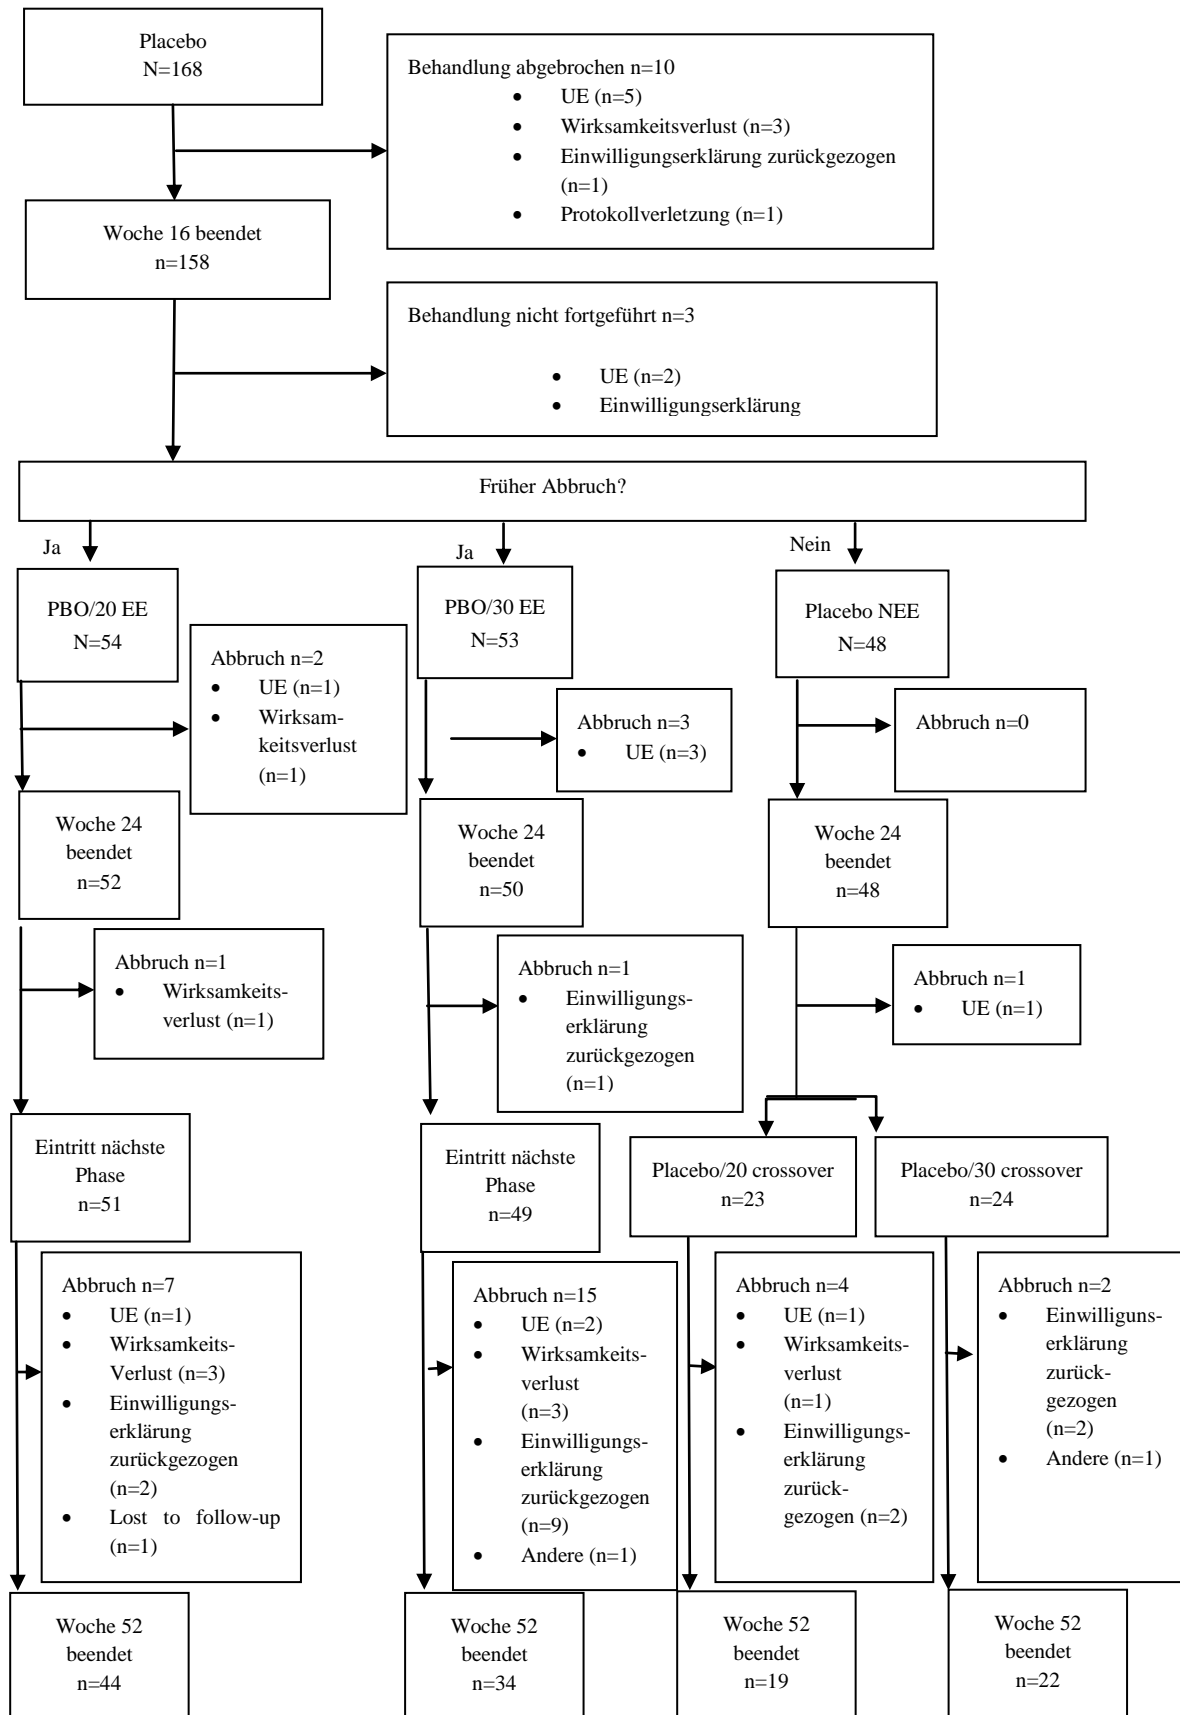 Placebo
N=168
Behandlung abgebrochen n=10
• UE (n=5)
• Wirksamkeitsverlust (n=3)
• Einwilligungserklärung zurückgezogen
(n=1)
• Protokollverletzung (n=1)
Woche 16 beendet
n=158
Behandlung nicht fortgeführt n=3
• UE (n=2)
• Einwilligungserklärung
Früher Abbruch?
Ja
Ja
Nein
PBO/20 EE
N=54
PBO/30 EE
N=53
Placebo NEE
N=48
Abbruch n=2
• UE (n=1)
• Wirksam-
keitsverlust
(n=1)
Abbruch n=3
• UE (n=3)
Abbruch n=0
Woche 24
beendet
n=52
Woche 24
beendet
n=50
Woche 24
beendet
n=48
Abbruch n=1
• Wirksamkeits-
verlust (n=1)
Abbruch n=1
• Einwilligungs-
erklärung
zurückgezogen
(n=1)
Abbruch n=1
• UE (n=1)
Eintritt nächste
Phase
n=51
Eintritt nächste
Phase
n=49
Placebo/20 crossover
n=23
Placebo/30 crossover
n=24
Abbruch n=7
• UE (n=1)
• Wirksamkeits-
Verlust (n=3)
• Einwilligungs-
erklärung
zurückgezogen
(n=2)
• Lost to follow-up
(n=1)
Abbruch n=15
• UE (n=2)
• Wirksamkeits-
verlust
(n=3)
• Einwilligungs-
erklärung
zurückgezogen
(n=9)
• Andere (n=1)
Abbruch n=4
• UE (n=1)
• Wirksamkeits-
verlust
(n=1)
• Einwilligungs-
erklärung
zurück-
gezogen (n=2)
Abbruch n=2
• Einwilliguns-
erklärung
zurück-
gezogen
(n=2)
• Andere (n=1)
Woche 52
beendet
n=44
Woche 52
beendet
n=34
Woche 52
beendet
n=19
Woche 52
beendet
n=22